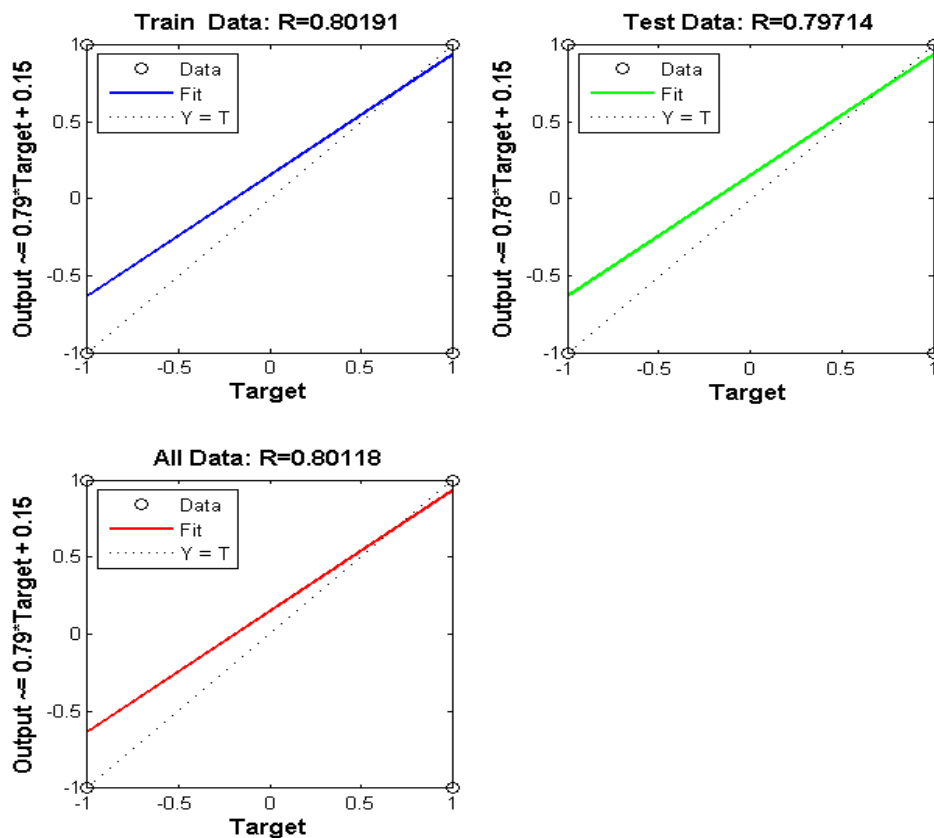 Train  Data: R=0.80191
Output ~= 0.79*Target + 0.15
1
0.5
0
-0.5
-1
Data
Fit
Y = T
-1
-0.5
0
0.5
1
Target
Test Data: R=0.79714
Output ~= 0.78*Target + 0.15
1
0.5
0
-0.5
-1
Data
Fit
Y = T
-1
-0.5
0
0.5
1
Target
All Data: R=0.80118
Output ~= 0.79*Target + 0.15
1
0.5
0
-0.5
-1
Data
Fit
Y = T
-1
-0.5
0
0.5
1
Target